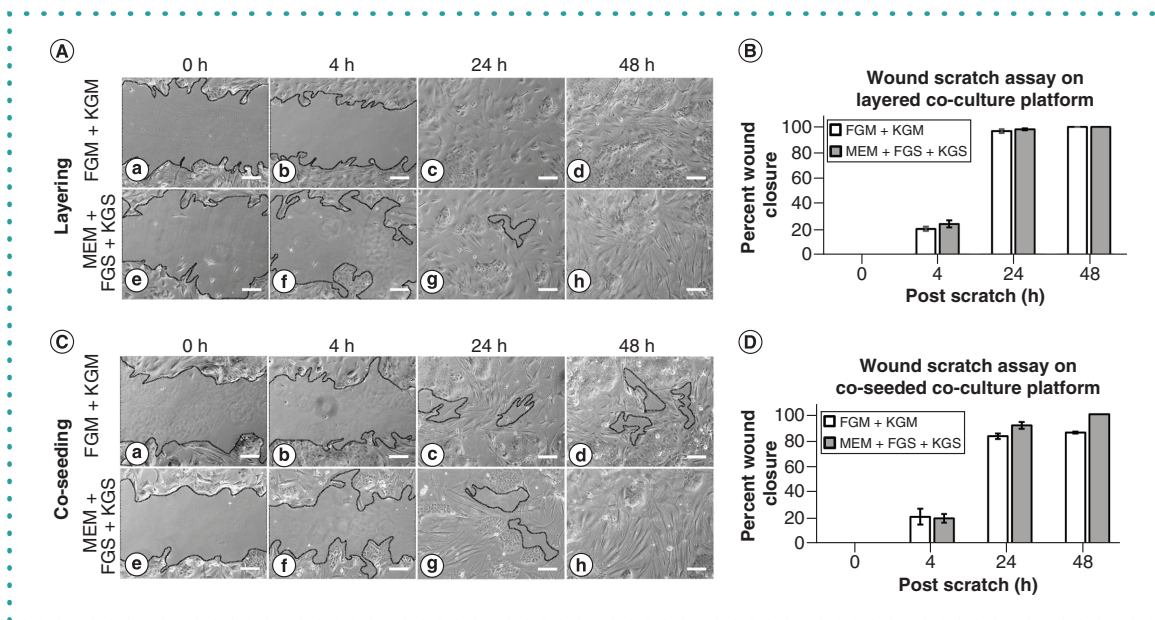 A
0 h 4 h 24 h 48 h
Layering
FGM + KGM
a b c d
MEM +
FGS + KGS
e f g h
B
Wound scratch assay on
layered co-culture platform
Percent wound
closure
100
80
60
40
20
0
FGM + KGM
MEM + FGS + KGS
0 4 24 48
Post scratch (h)
C
0 h 4 h 24 h 48 h
Co-seeding
FGM + KGM
a b c d
MEM +
FGS + KGS
e f g h
D
Wound scratch assay on
co-seeded co-culture platform
Percent wound
closure
100
80
60
40
20
0
FGM + KGM
MEM + FGS + KGS
0 4 24 48
Post scratch (h)